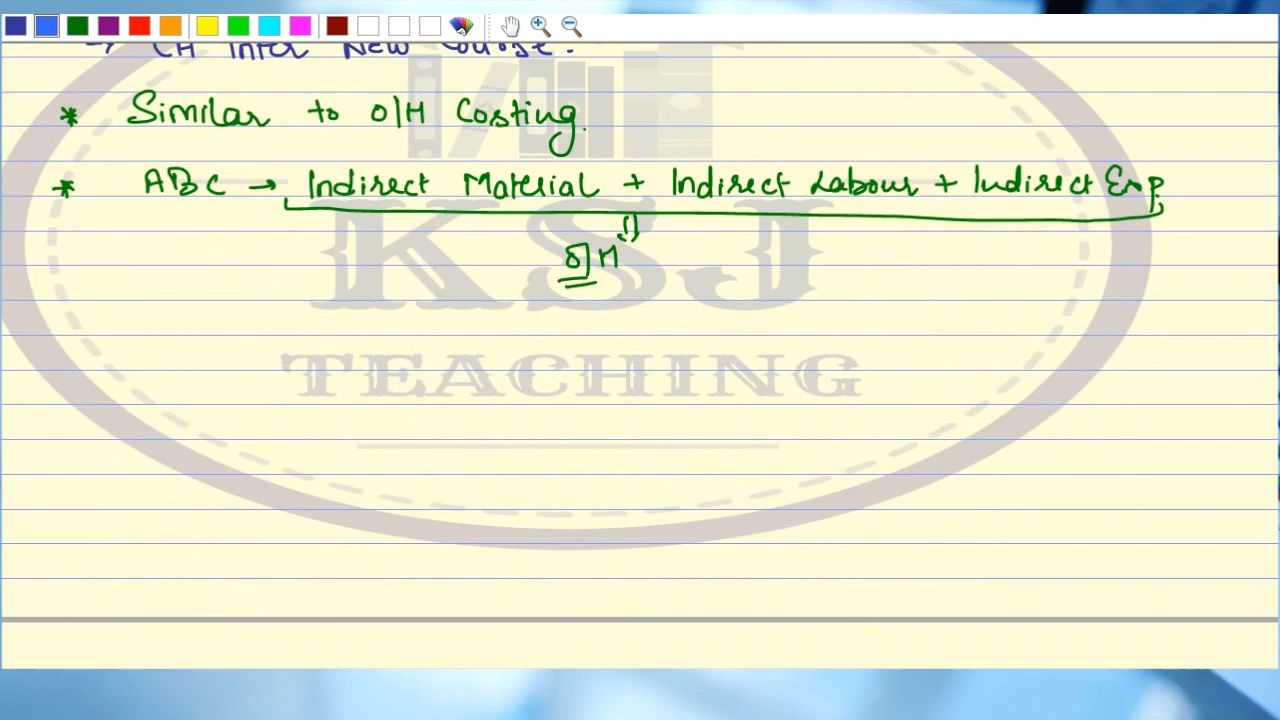 → CA Inter New Course.
* Similar to O/H Costing.
* ABC → Indirect Material + Indirect Labour + Indirect Exp
⇓
O/H
KSJ
TEACHING